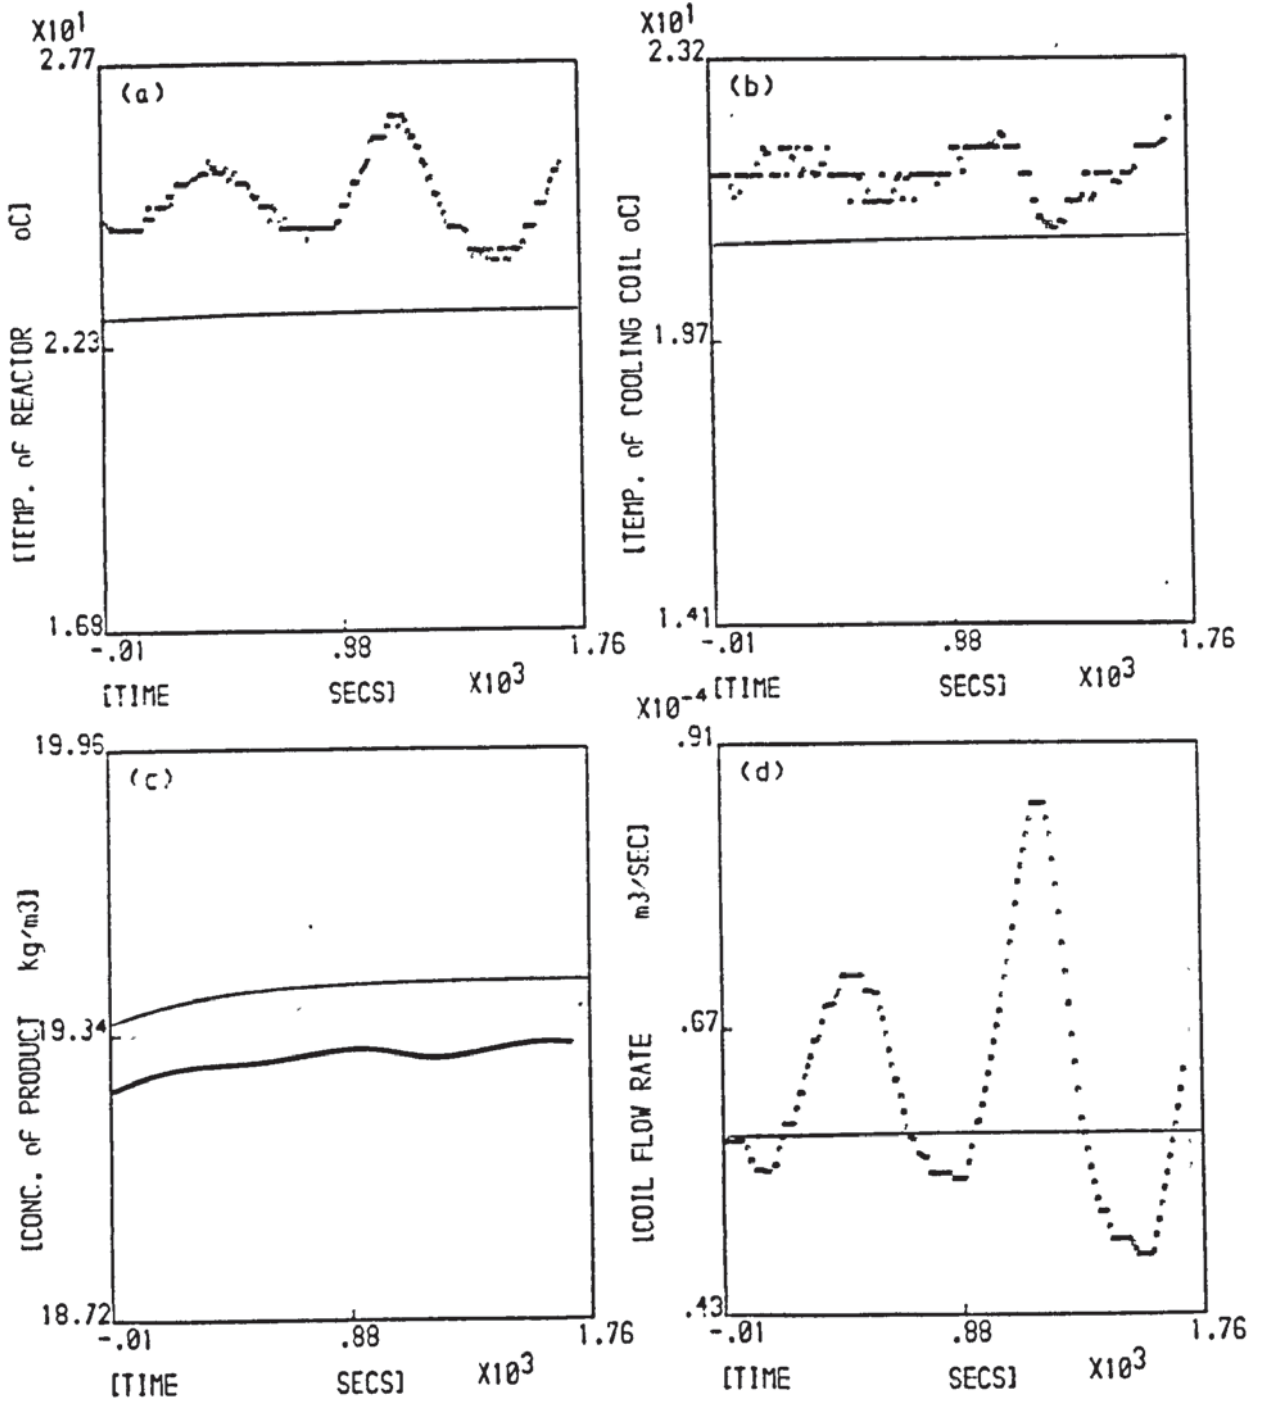 X10¹
2.77
(a)
[TEMP. of REACTOR oC]
2.23
1.68
-.01 .88 1.76
[TIME SECS] X10³
X10¹
2.32
(b)
[TEMP. of COOLING COIL oC]
1.87
1.41
-.01 .88 1.76
[TIME SECS] X10³
19.96
(c)
[CONC. of PRODUCT kg/m3]
19.34
18.72
-.01 .88 1.76
[TIME SECS] X10³
X10⁻⁴
.91
(d)
[COIL FLOW RATE m3/SEC]
.67
.43
-.01 .88 1.76
[TIME SECS] X10³